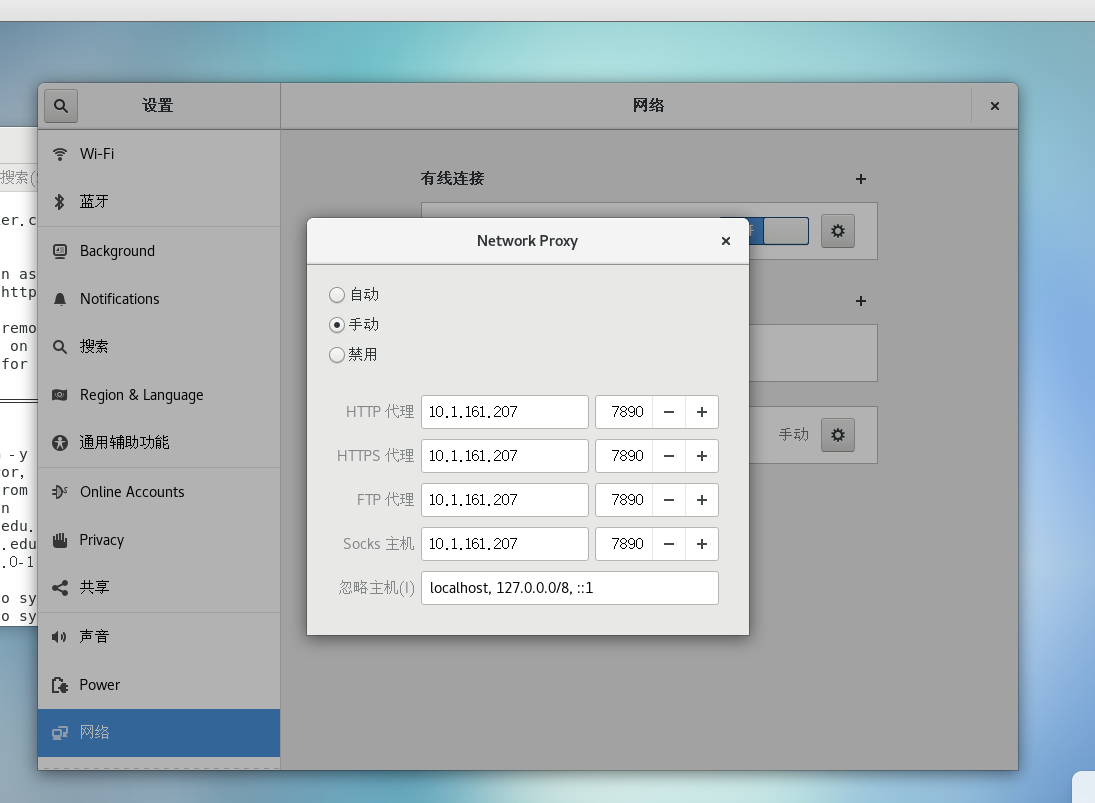 设置
网络
搜索(
er.c
n as
http
remo
on
for
-y
or,
rom
n
edu.
.edu
.0-1
o sy
o sy
Wi-Fi
蓝牙
Background
Notifications
搜索
Region & Language
通用辅助功能
Online Accounts
Privacy
共享
声音
Power
网络
有线连接
手动
Network Proxy
自动
手动
禁用
HTTP 代理 10.1.161.207 7890
HTTPS 代理 10.1.161.207 7890
FTP 代理 10.1.161.207 7890
Socks 主机 10.1.161.207 7890
忽略主机(I) localhost, 127.0.0.0/8, ::1